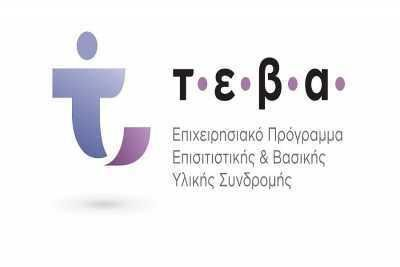 τ·ε·β·α·
Επιχειρησιακό Πρόγραμμα
Επισιτιστικής & Βασικής
Υλικής Συνδρομής